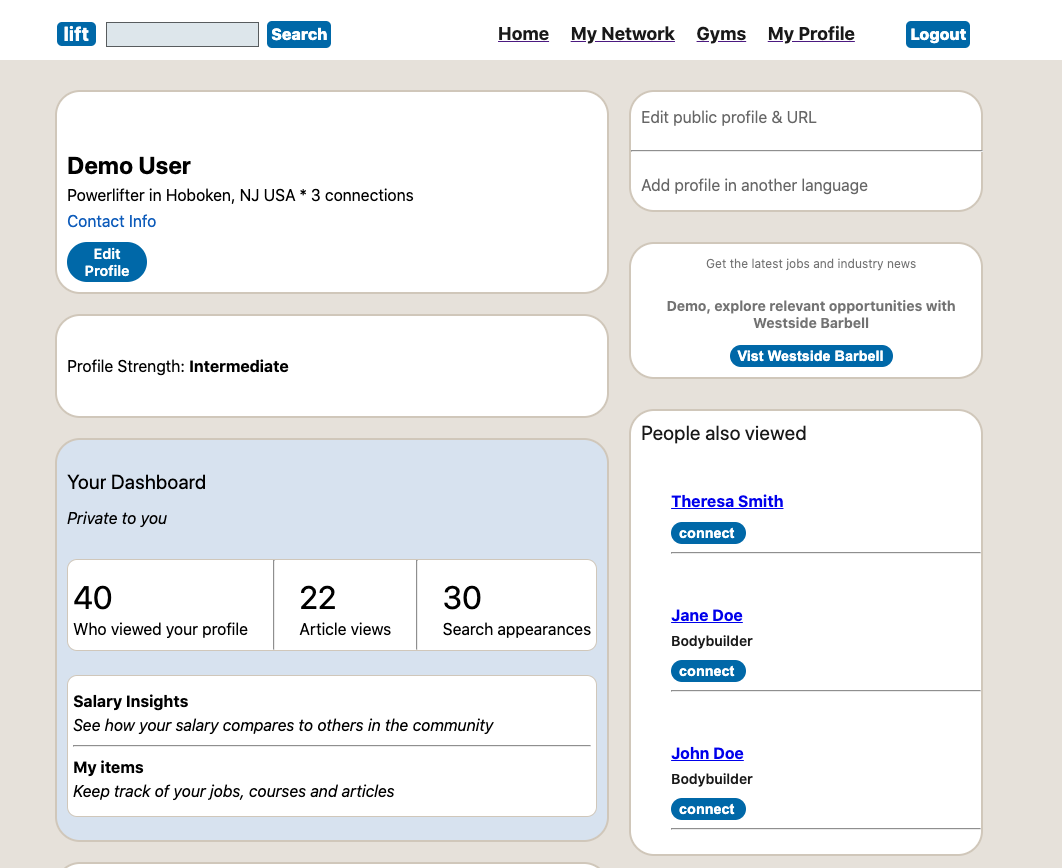 lift Search Home My Network Gyms My Profile Logout
Demo User
Powerlifter in Hoboken, NJ USA * 3 connections
Contact Info
Edit
Profile
Profile Strength: Intermediate
Your Dashboard
Private to you
40
Who viewed your profile
22
Article views
30
Search appearances
Salary Insights
See how your salary compares to others in the community
My items
Keep track of your jobs, courses and articles
Edit public profile & URL
Add profile in another language
Get the latest jobs and industry news
Demo, explore relevant opportunities with
Westside Barbell
Vist Westside Barbell
People also viewed
Theresa Smith
connect
Jane Doe
Bodybuilder
connect
John Doe
Bodybuilder
connect